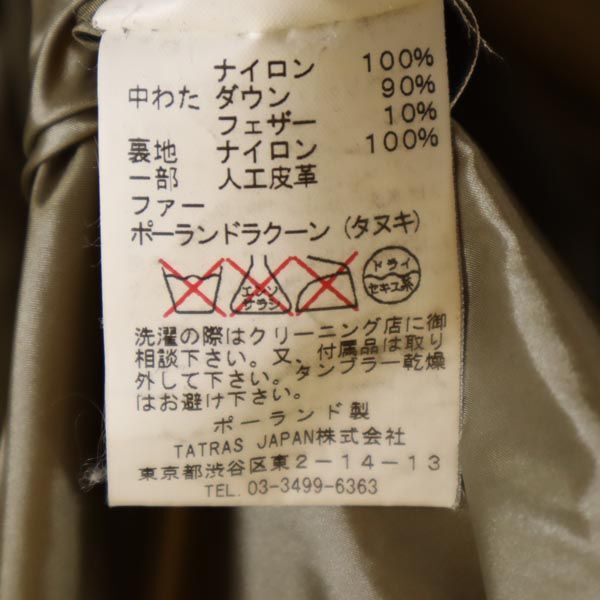 ナイロン 100%
中わた ダウン 90%
フェザー 10%
裏地 ナイロン 100%
一部 人工皮革
ファー
ポーランドラクーン (タヌキ)
エンソ
サラシ
ドライ
セキユ系
洗濯の際はクリーニング店に御
相談下さい。又、付属品は取り
外して下さい。タンブラー乾燥
はお避け下さい。
ポーランド製
TATRAS JAPAN株式会社
東京都渋谷区東2-14-13
TEL. 03-3499-6363